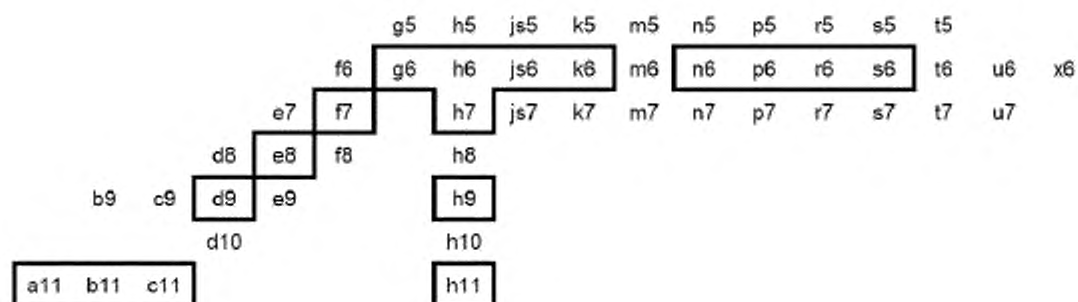 g5 h5 js5 k5 m5 n5 p5 r5 s5 t5
f6 g6 h6 js6 k6 m6 n6 p6 r6 s6 t6 u6 x6
e7 f7 h7 js7 k7 m7 n7 p7 r7 s7 t7 u7
d8 e8 f8 h8
b9 c9 d9 e9 h9
d10 h10
a11 b11 c11 h11